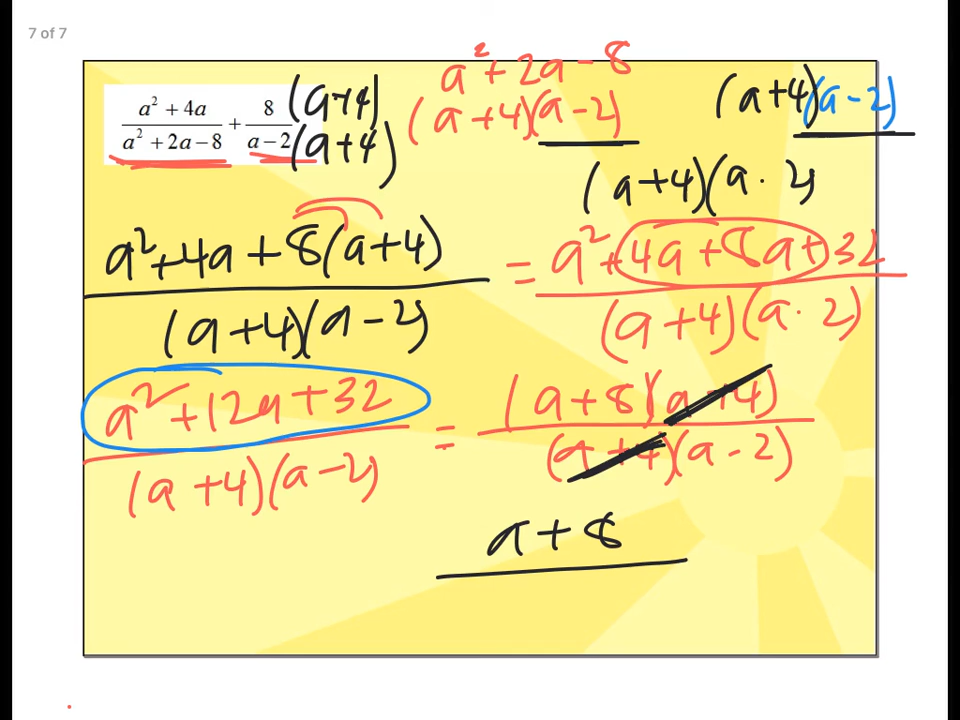 7 of 7
a² + 2a − 8
(a+4)(a−2)
(a+4)(a−2)
(a+4)(a·2)
(a²+4a)/(a²+2a−8) + 8/(a−2) (a+4)/(a+4)
(a²+4a+8(a+4))/((a+4)(a−2)) = (a²+4a+8a+32)/((a+4)(a·2))
(a²+12a+32)/((a+4)(a−2)) = ((a+8)(a+4))/((a+4)(a−2))
a+8